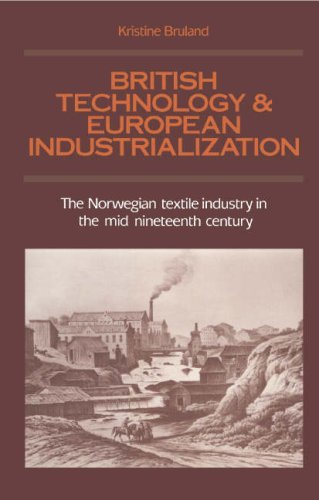 Kristine Bruland
BRITISH
TECHNOLOGY &
EUROPEAN
INDUSTRIALIZATION
The Norwegian textile industry in
the mid nineteenth century